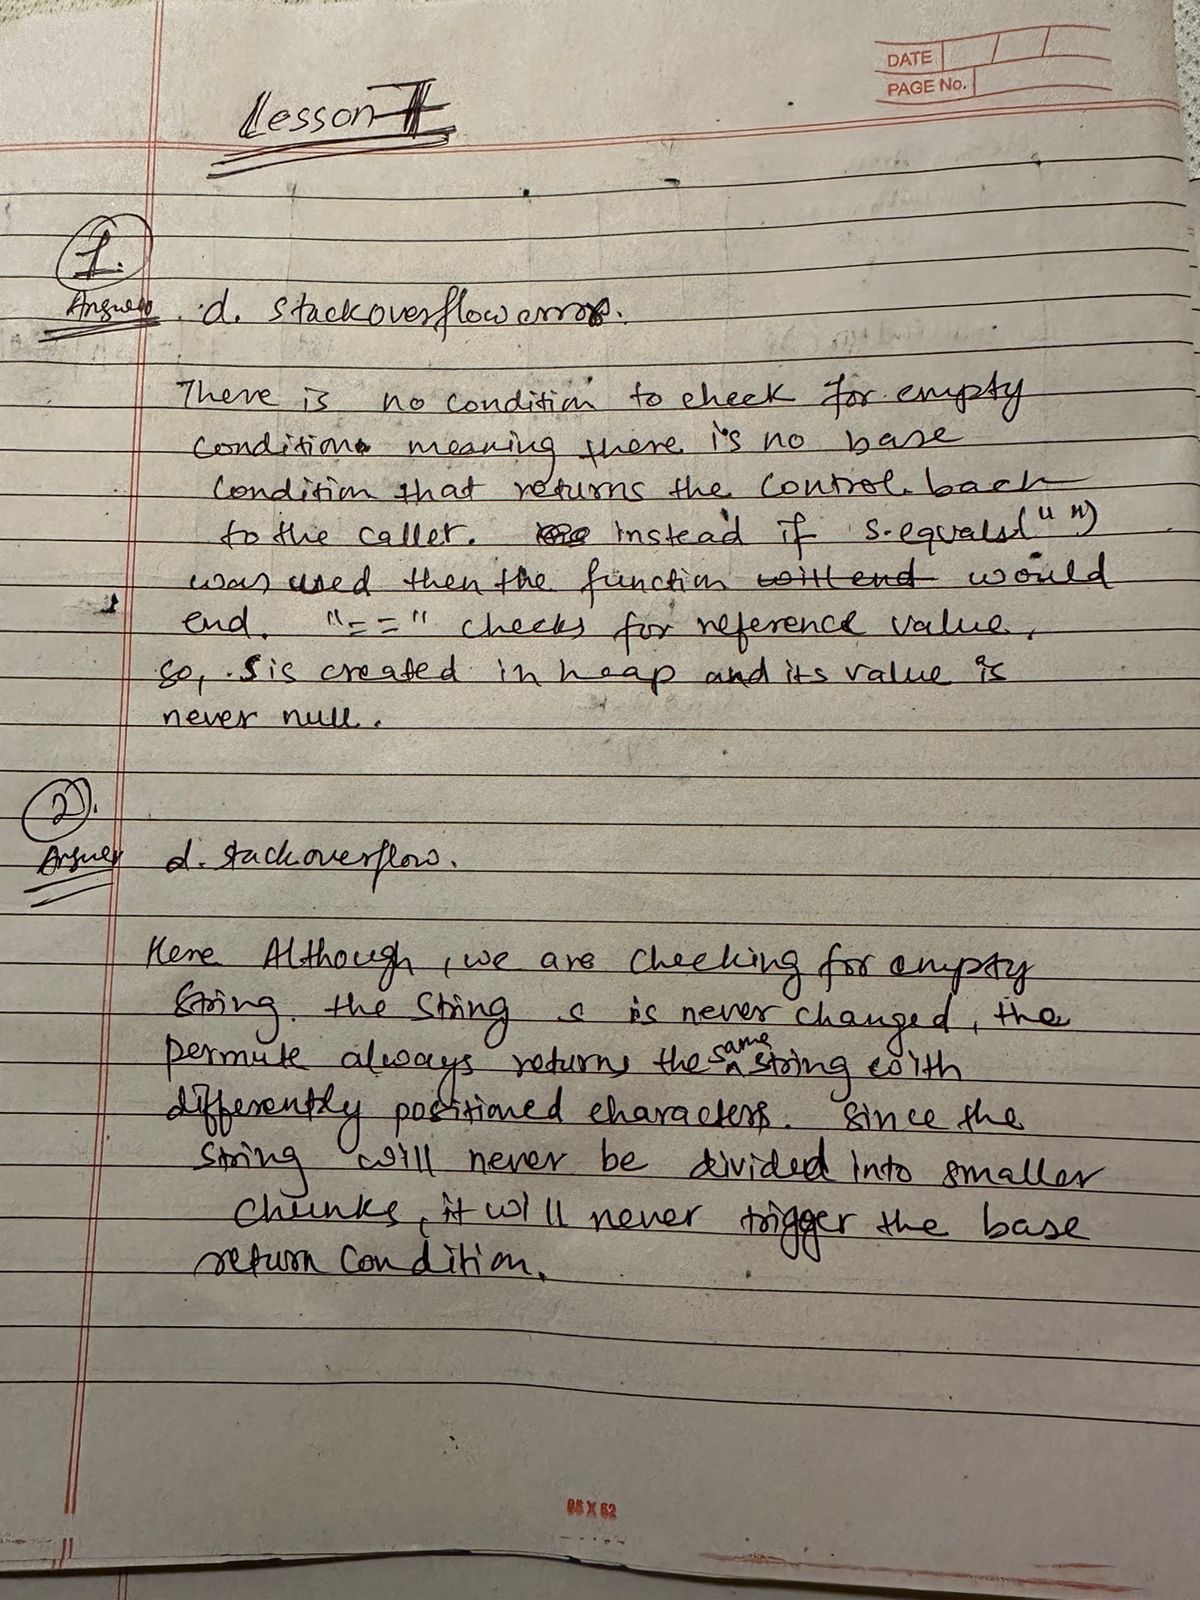 DATE
PAGE No.
Lesson 7
1.
Answer d. stackoverflow error.
There is no condition to check for empty
condition meaning there is no base
condition that returns the control back
to the caller. instead if s.equals(" ")
was used then the function will end would
end. "==" checks for reference value,
so, s is created in heap and its value is
never null.
2.
Answer d. stackoverflow.
Here Although, we are checking for empty
string. the string s is never changed, the
permute always returns the same string with
differently positioned characters. Since the
string will never be divided into smaller
chunks, it will never trigger the base
return condition.
65 X 52